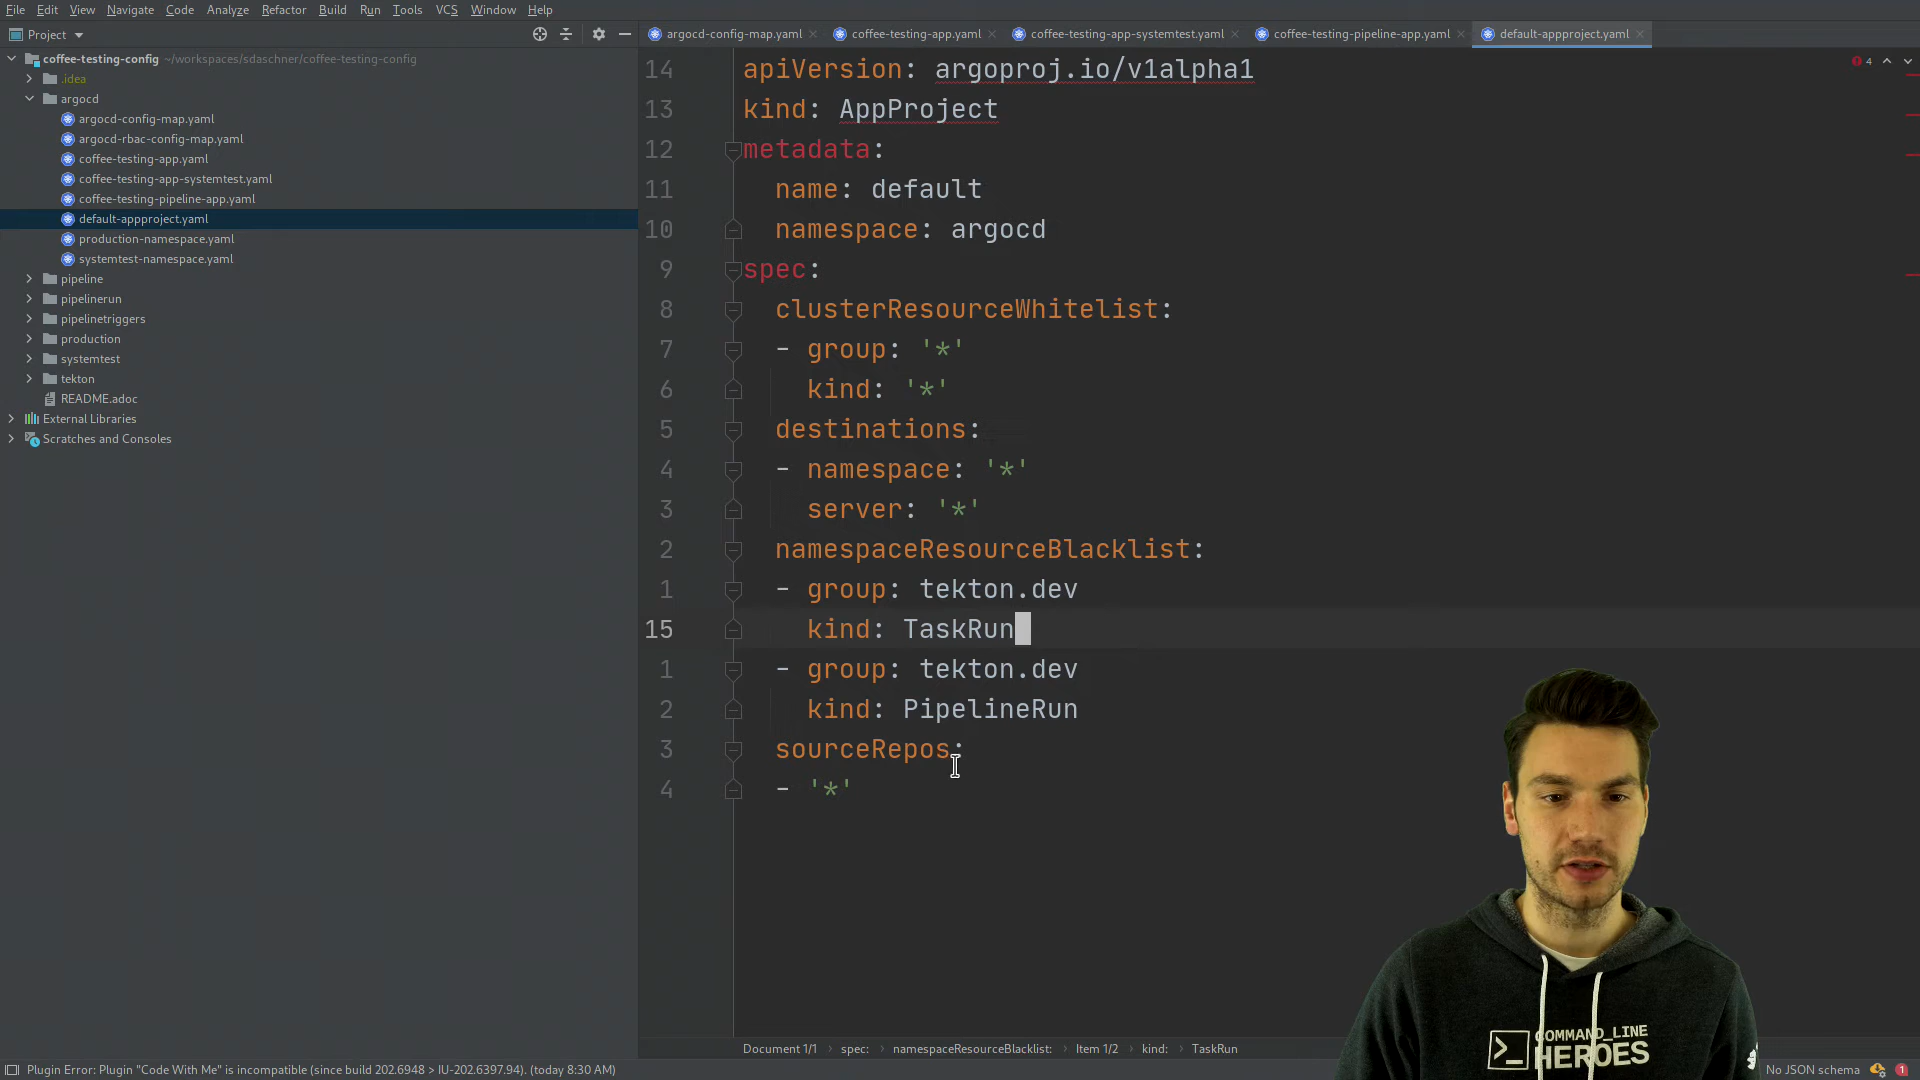 File Edit View Navigate Code Analyze Refactor Build Run Tools VCS Window Help
Project
coffee-testing-config ~/workspaces/sdaschner/coffee-testing-config
.idea
argocd
argocd-config-map.yaml
argocd-rbac-config-map.yaml
coffee-testing-app.yaml
coffee-testing-app-systemtest.yaml
coffee-testing-pipeline-app.yaml
default-appproject.yaml
production-namespace.yaml
systemtest-namespace.yaml
pipeline
pipelinerun
pipelinetriggers
production
systemtest
tekton
README.adoc
External Libraries
Scratches and Consoles
argocd-config-map.yaml coffee-testing-app.yaml coffee-testing-app-systemtest.yaml coffee-testing-pipeline-app.yaml default-appproject.yaml
4
14 apiVersion: argoproj.io/v1alpha1
13 kind: AppProject
12 metadata:
11 name: default
10 namespace: argocd
9 spec:
8 clusterResourceWhitelist:
7 - group: '*'
6 kind: '*'
5 destinations:
4 - namespace: '*'
3 server: '*'
2 namespaceResourceBlacklist:
1 - group: tekton.dev
15 kind: TaskRun
1 - group: tekton.dev
2 kind: PipelineRun
3 sourceRepos:
4 - '*'
COMMAND_LINE
HEROES
Document 1/1 › spec: › namespaceResourceBlacklist: › Item 1/2 › kind: › TaskRun
Plugin Error: Plugin "Code With Me" is incompatible (since build 202.6948 > IU-202.6397.94). (today 8:30 AM)
No JSON schema
1